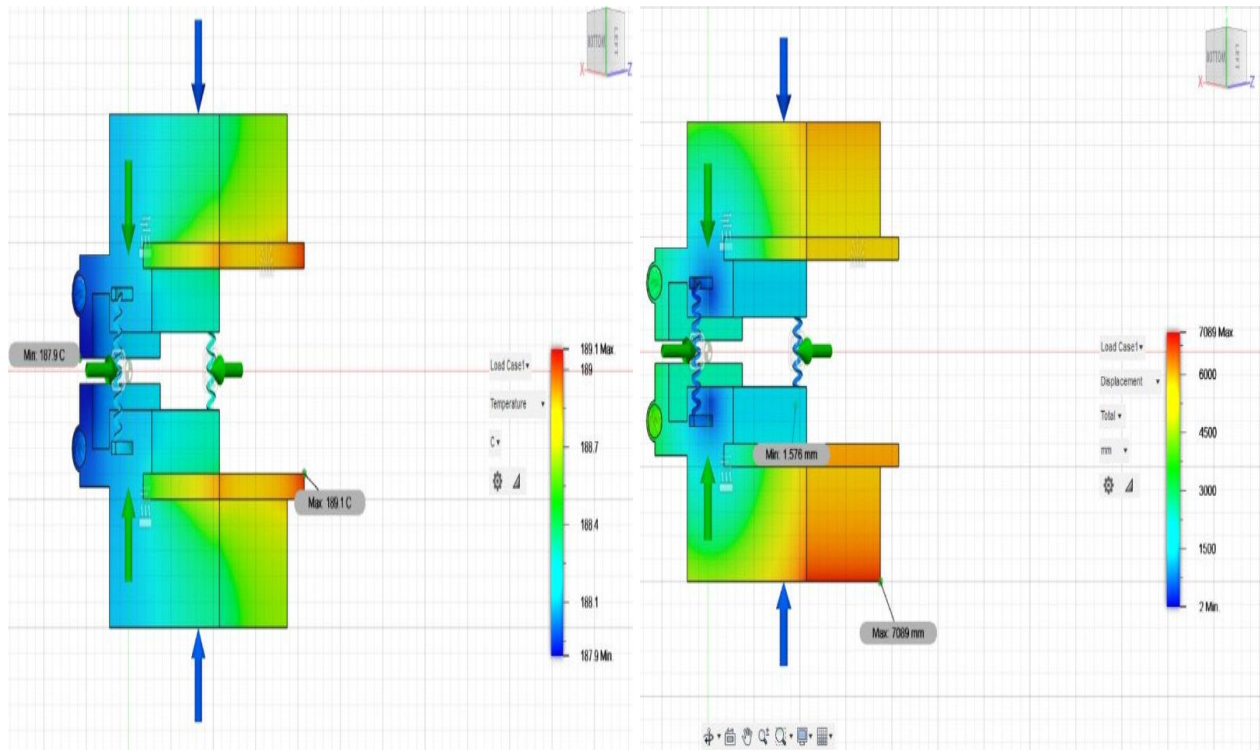 BOTTOM
LEFT
X
Z
Min: 187.9 C
Max: 189.1 C
Load Case1
Temperature
C
189.1 Max.
189
188.7
188.4
188.1
187.9 Min.
BOTTOM
LEFT
X
Z
Min: 1.576 mm
Max: 7089 mm
Load Case1
Displacement
Total
mm
7089 Max.
6000
4500
3000
1500
2 Min.